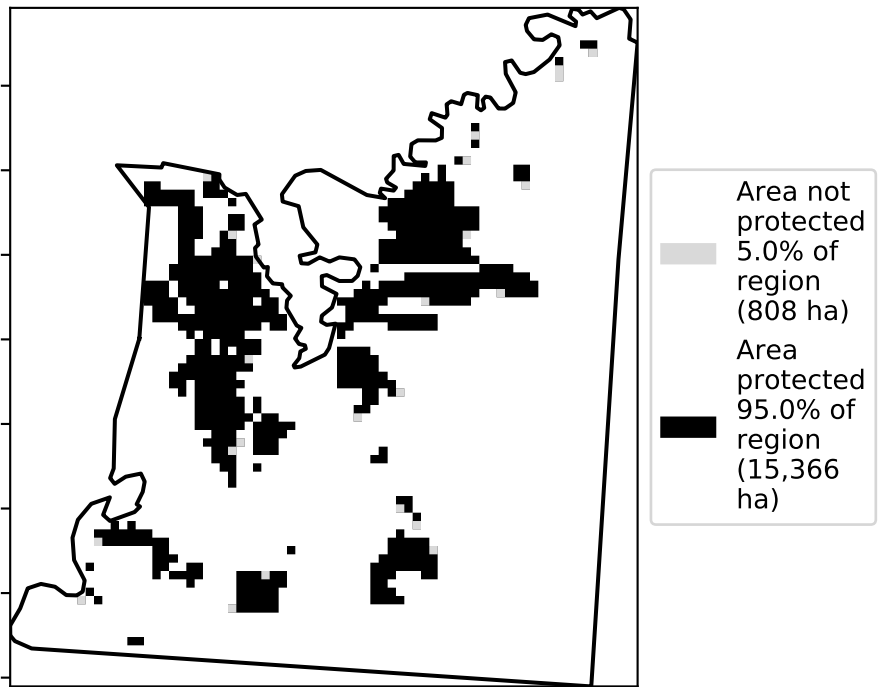 Area not
protected
5.0% of
region
(808 ha)
Area
protected
95.0% of
region
(15,366
ha)